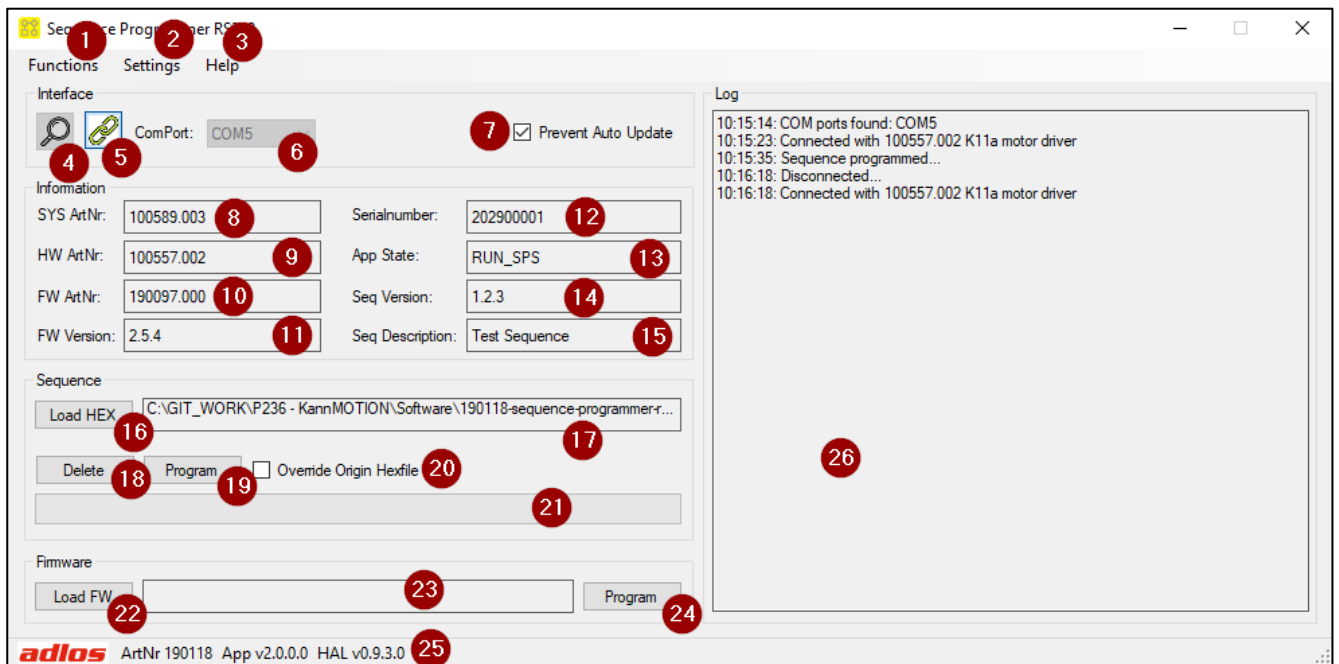 Sequence Programmer
1 2 3
Functions Settings Help
Interface
ComPort: COM5
4 5 6
7 Prevent Auto Update
Information
SYS ArtNr: 100589.003 8 Serialnumber: 202900001 12
HW ArtNr: 100557.002 9 App State: RUN_SPS 13
FW ArtNr: 190097.000 10 Seq Version: 1.2.3 14
FW Version: 2.5.4 11 Seq Description: Test Sequence 15
Sequence
Load HEX C:\GIT_WORK\P236 - KannMOTION\Software\190118-sequence-programmer-r...
16 17
Delete Program Override Origin Hexfile 20
18 19
21
Firmware
Load FW 23 Program
22 24
Log
10:15:14: COM ports found: COM5
10:15:23: Connected with 100557.002 K11a motor driver
10:15:35: Sequence programmed...
10:16:18: Disconnected...
10:16:18: Connected with 100557.002 K11a motor driver
26
adlos ArtNr 190118 App v2.0.0.0 HAL v0.9.3.0 25